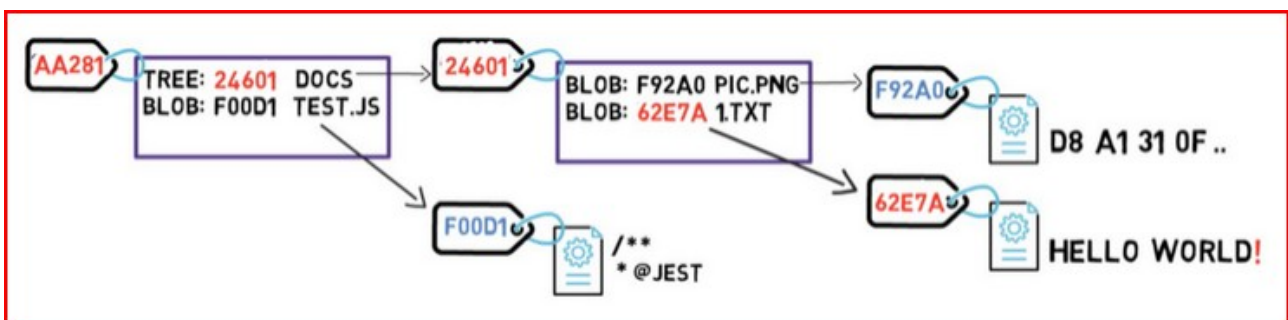 AA281
TREE: 24601 DOCS
BLOB: F00D1 TEST.JS
24601
BLOB: F92A0 PIC.PNG
BLOB: 62E7A 1.TXT
F92A0
D8 A1 31 0F ..
62E7A
HELLO WORLD!
F00D1
/**
* @JEST